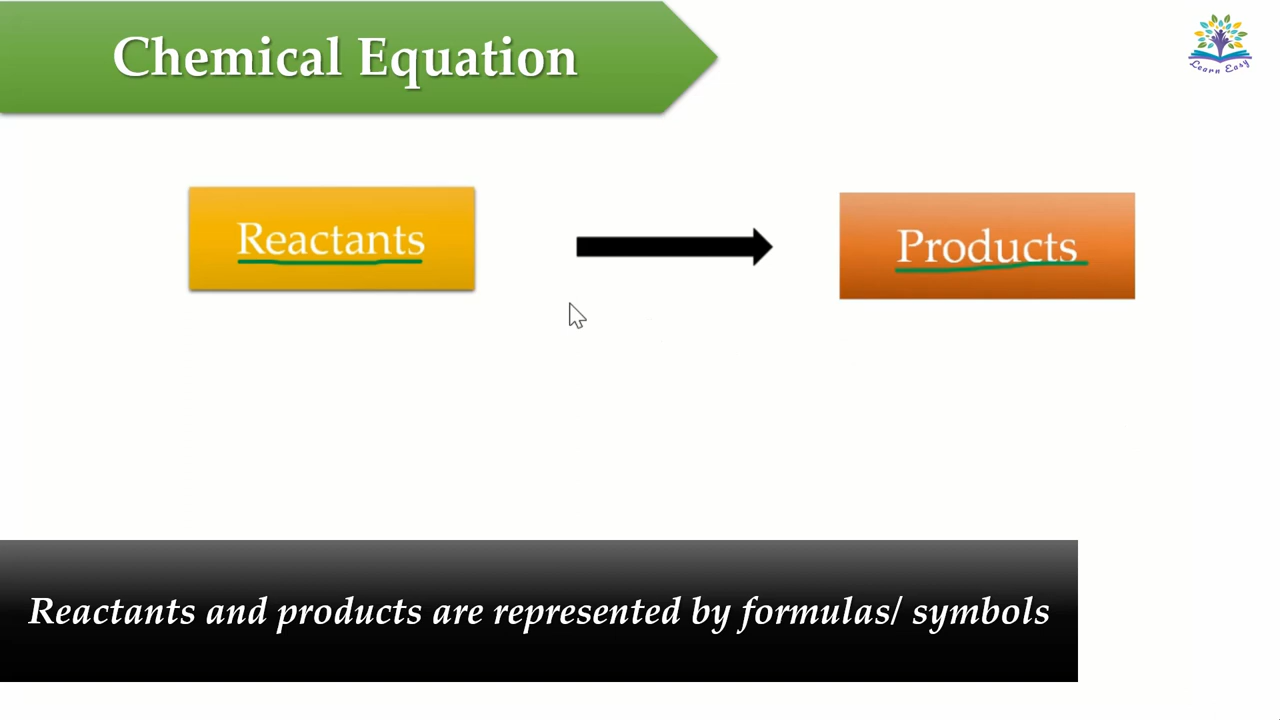 Chemical Equation
Learn Easy
Reactants
Products
Reactants and products are represented by formulas/ symbols